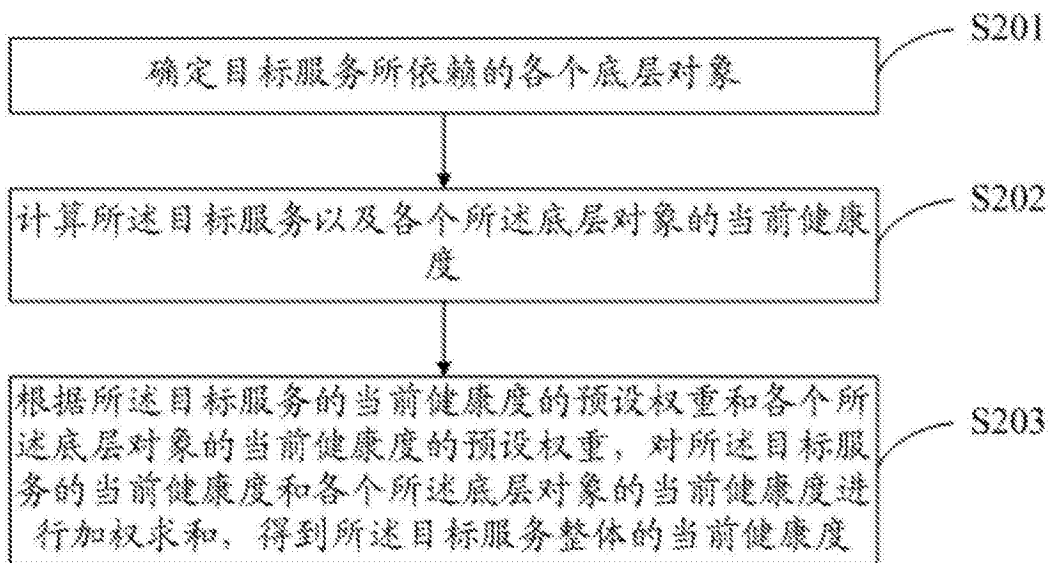 S201
确定目标服务所依赖的各个底层对象
S202
计算所述目标服务以及各个所述底层对象的当前健康
度
根据所述目标服务的当前健康度的预设权重和各个所
述底层对象的当前健康度的预设权重，对所述目标服
务的当前健康度和各个所述底层对象的当前健康度进
行加权求和，得到所述目标服务整体的当前健康度
S203